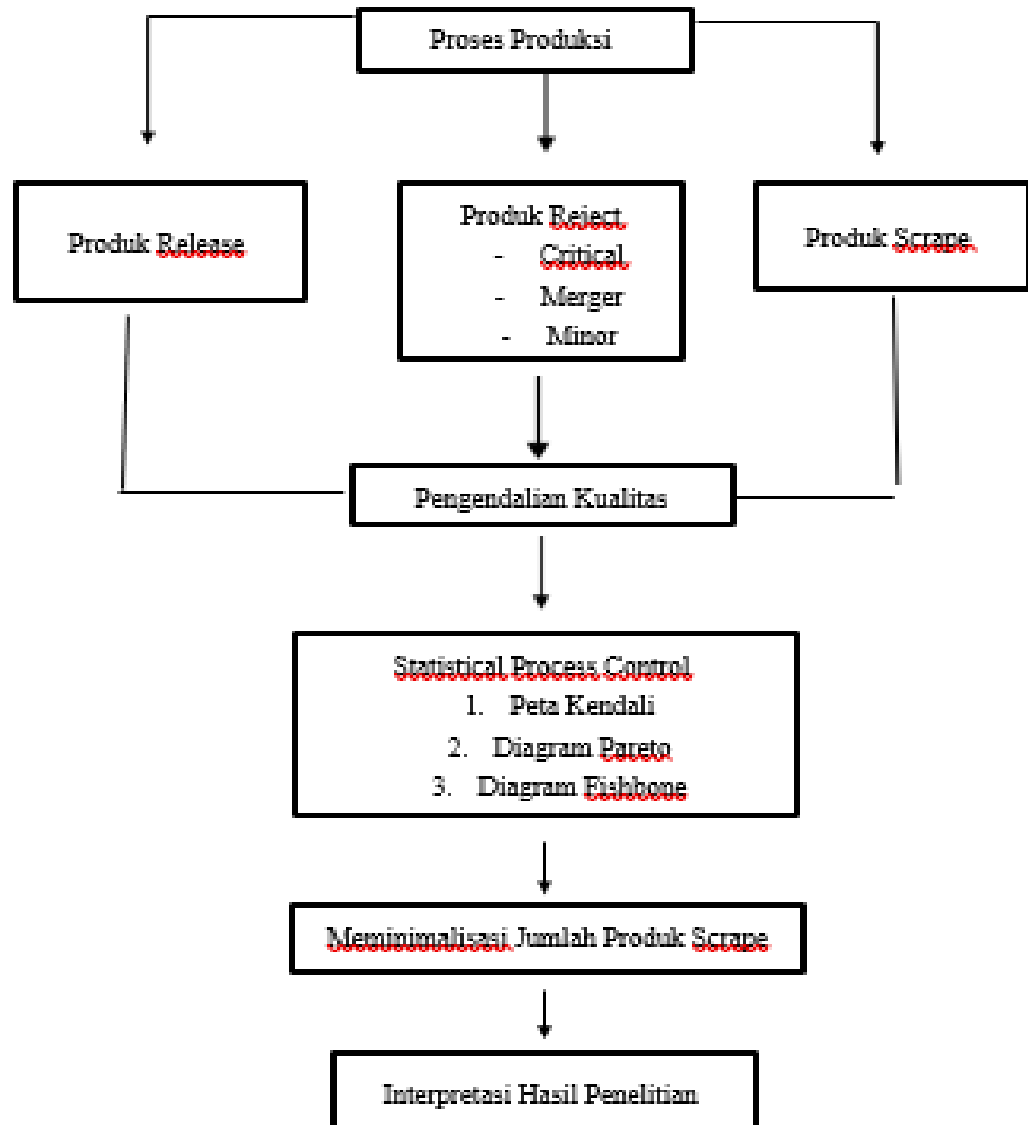 Proses Produksi
Produk Release
Produk Reject
- Critical
- Merger
- Minor
Produk Scrape
Pengendalian Kualitas
Statistical Process Control
1. Peta Kendali
2. Diagram Pareto
3. Diagram Fishbone
Meminimalisasi Jumlah Produk Scrape
Interpretasi Hasil Penelitian